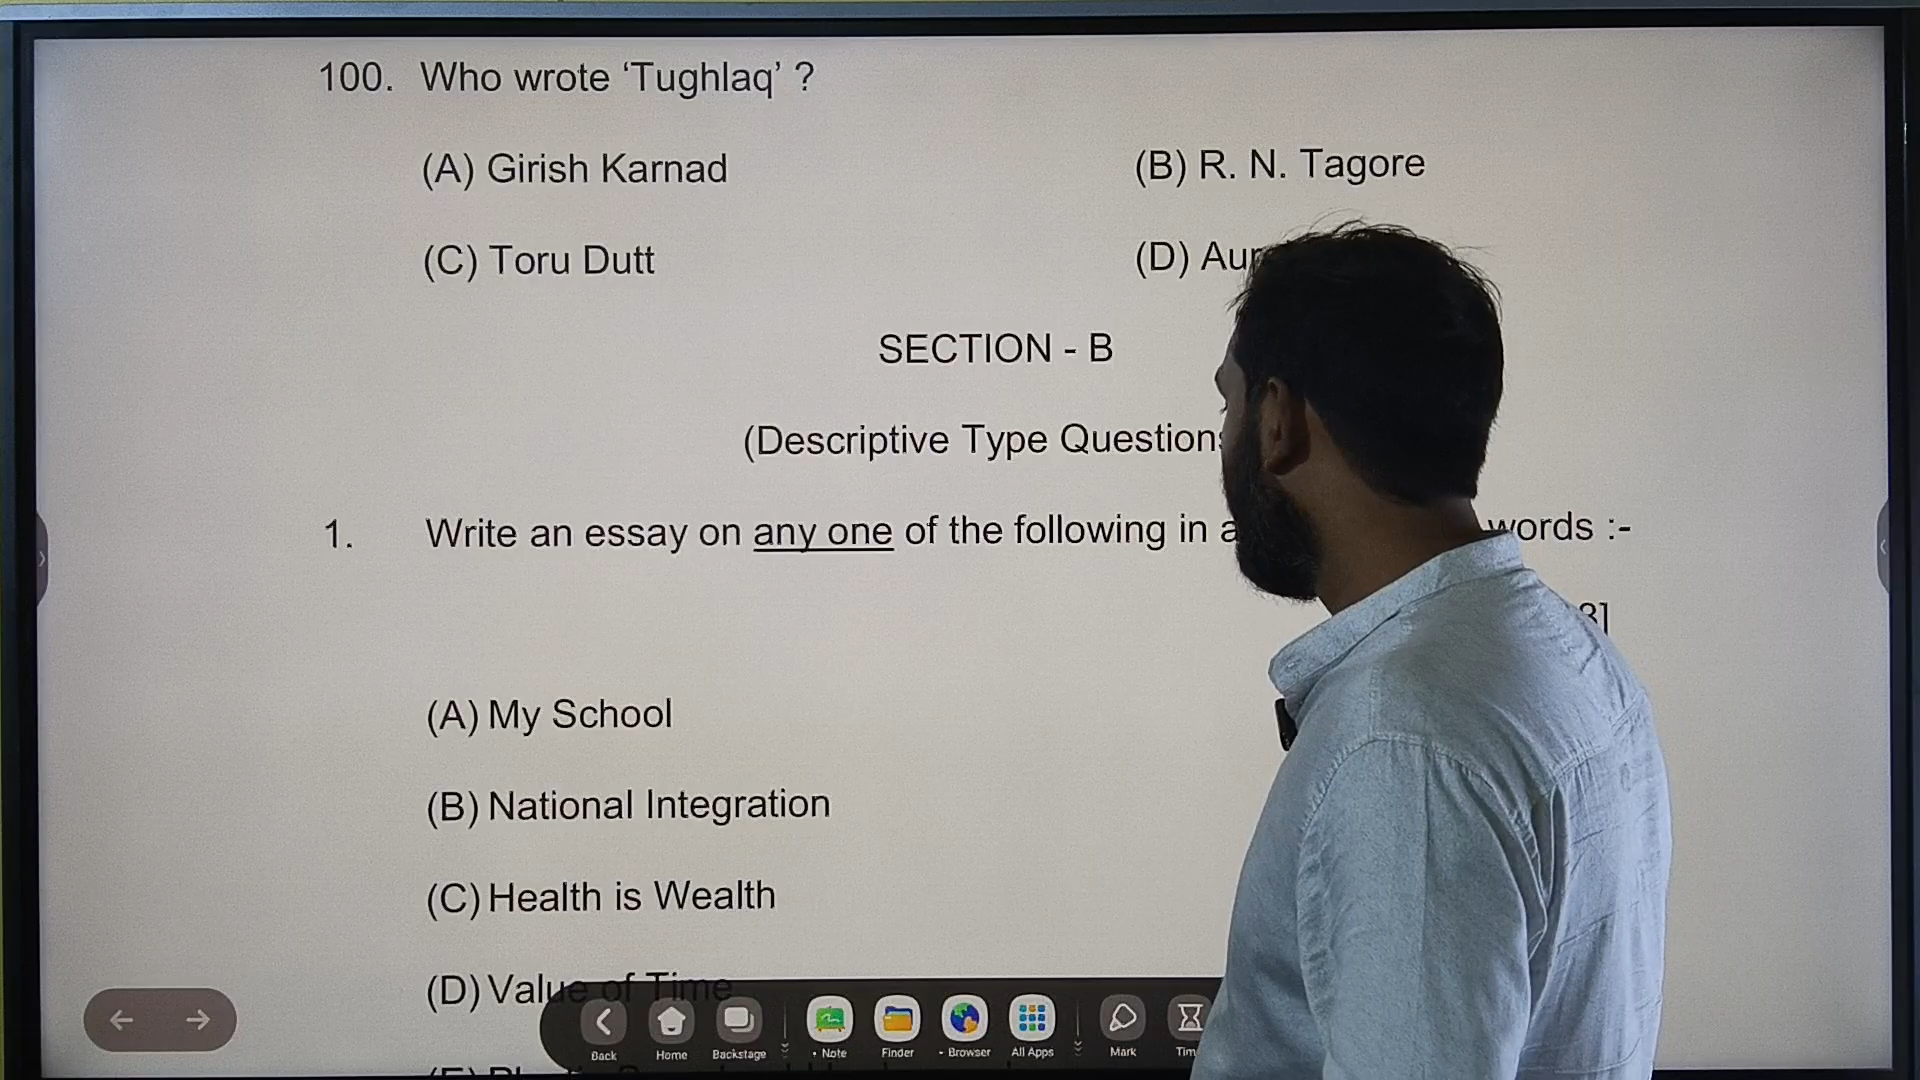 100. Who wrote ‘Tughlaq’ ?
(A) Girish Karnad
(B) R. N. Tagore
(C) Toru Dutt
(D)
SECTION - B
(Descriptive Type Questions
1. Write an essay on any one of the following in words :-
(A) My School
(B) National Integration
(C) Health is Wealth
(D) Value of Time
Back Home Backstage Note Finder Browser All Apps Mark